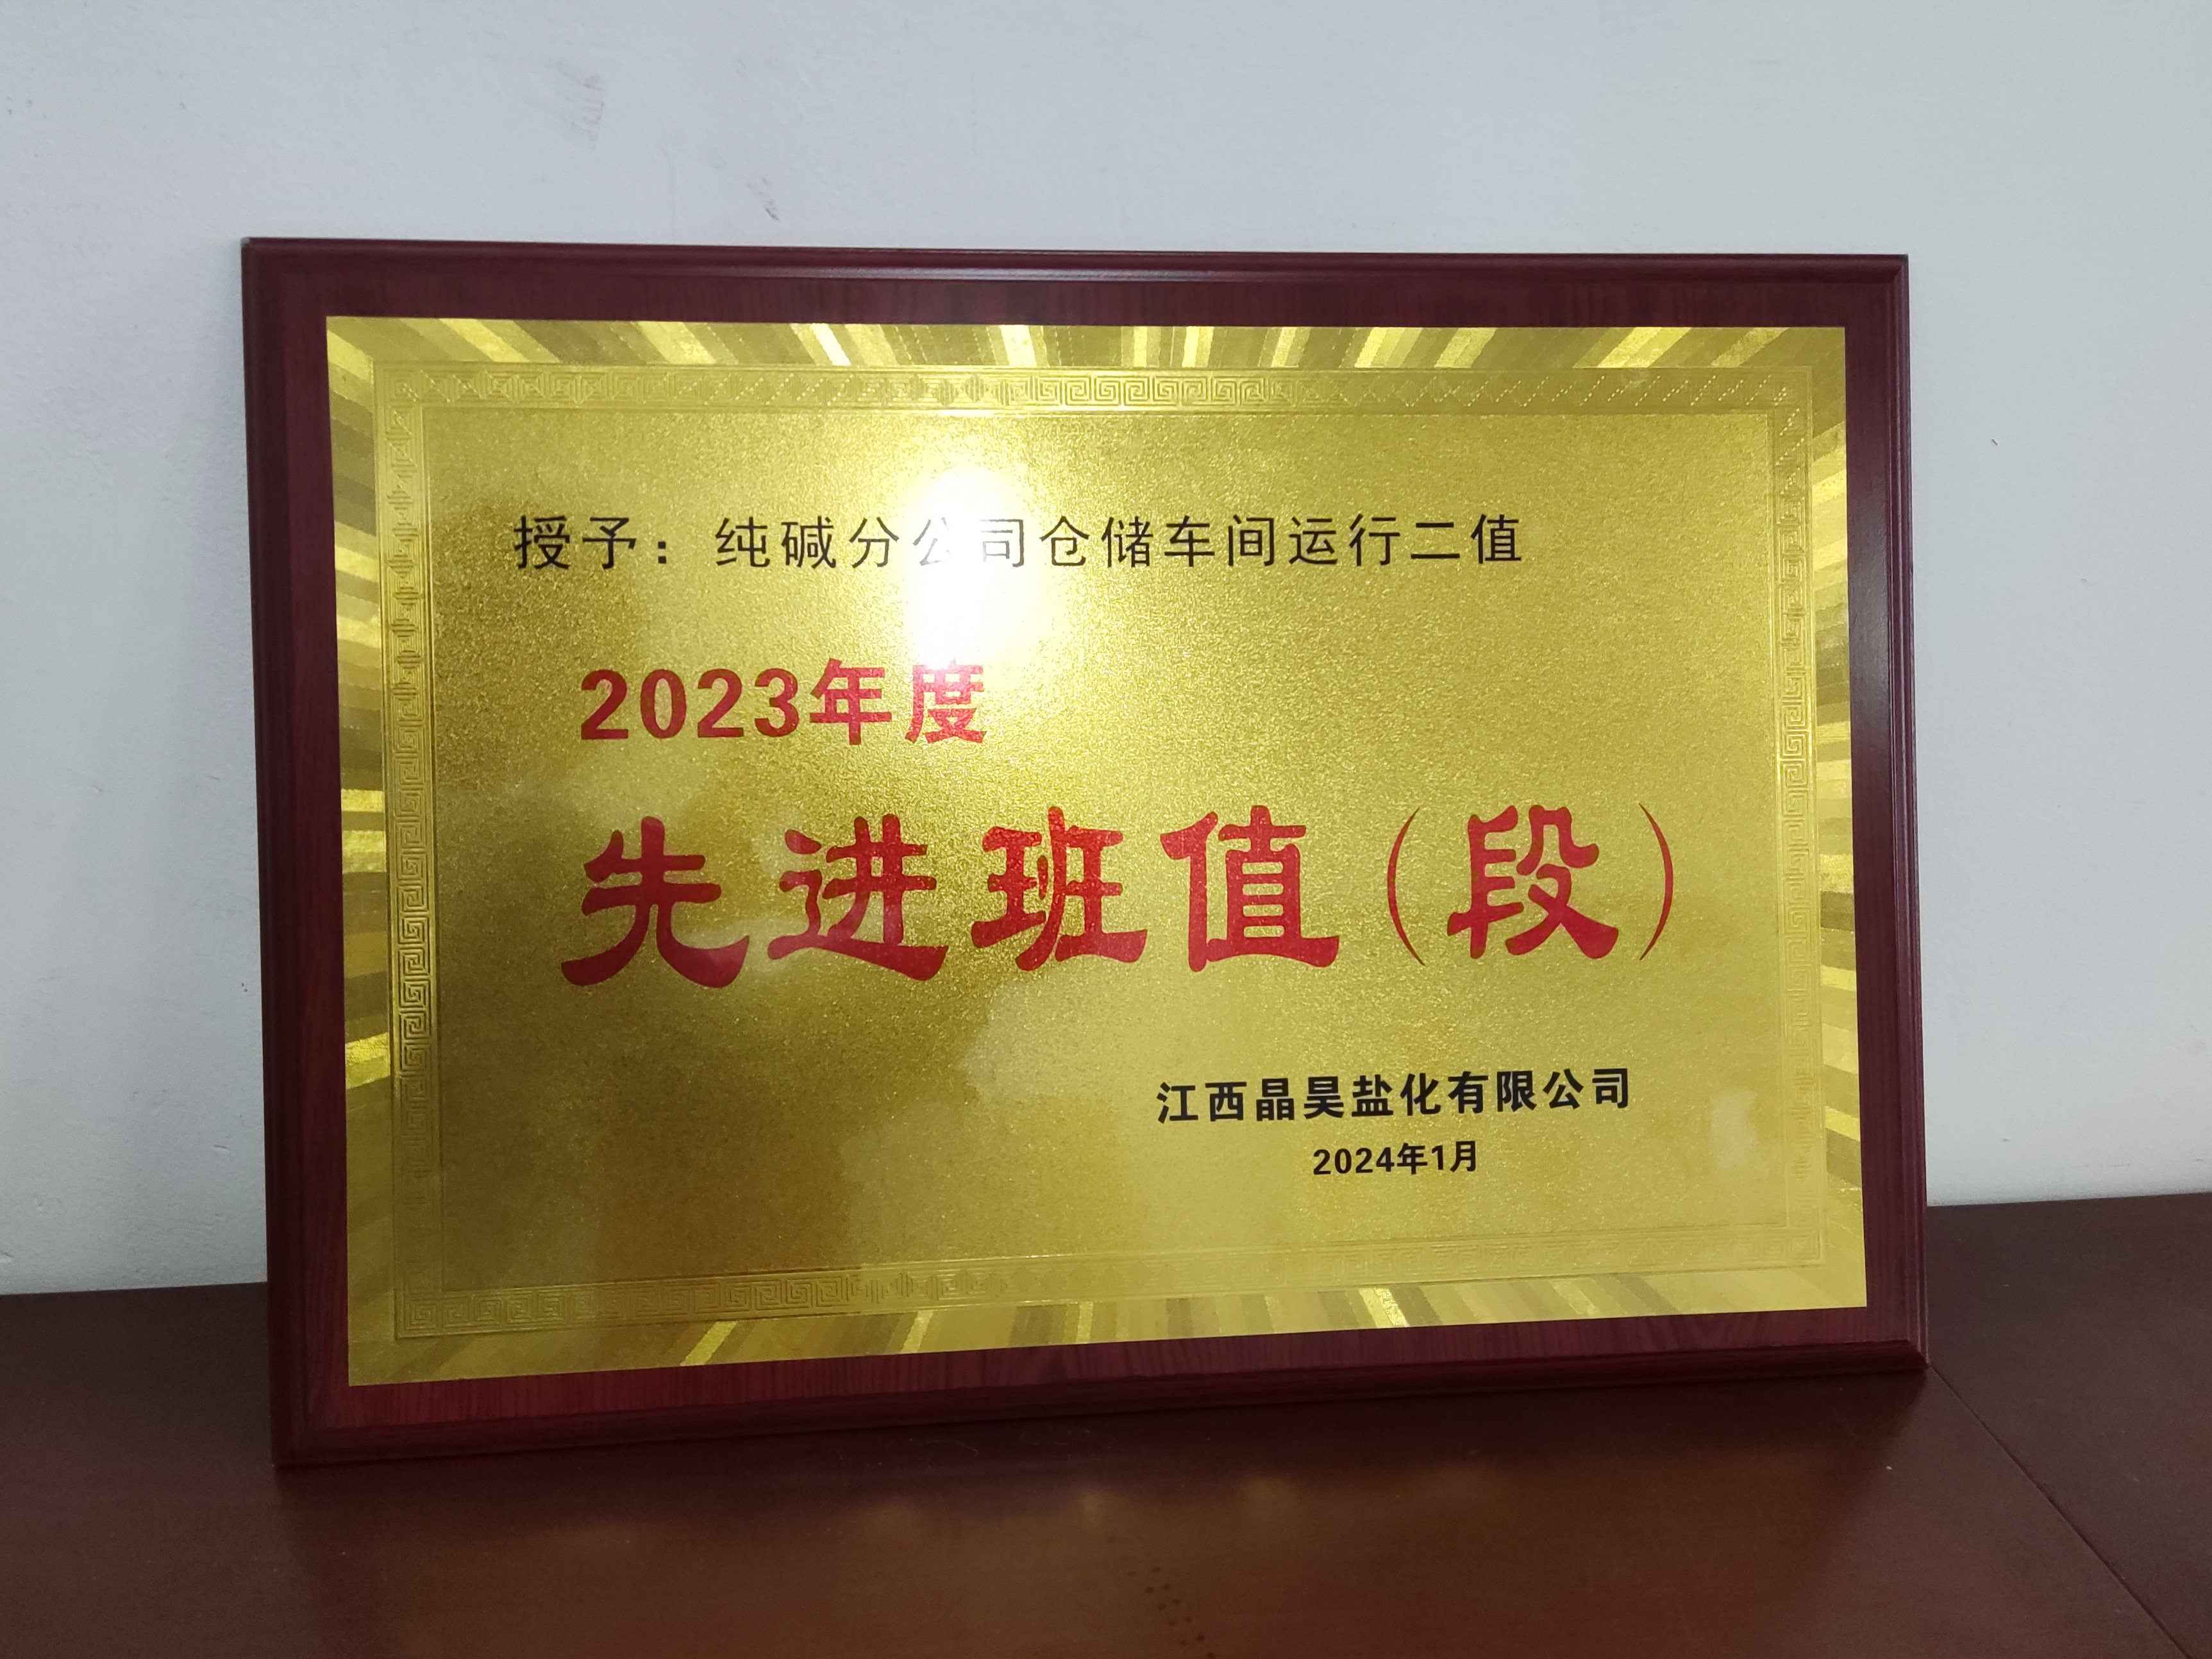 授予：纯碱分公司仓储车间运行二值
2023年度
先进班值（段）
江西晶昊盐化有限公司
2024年1月